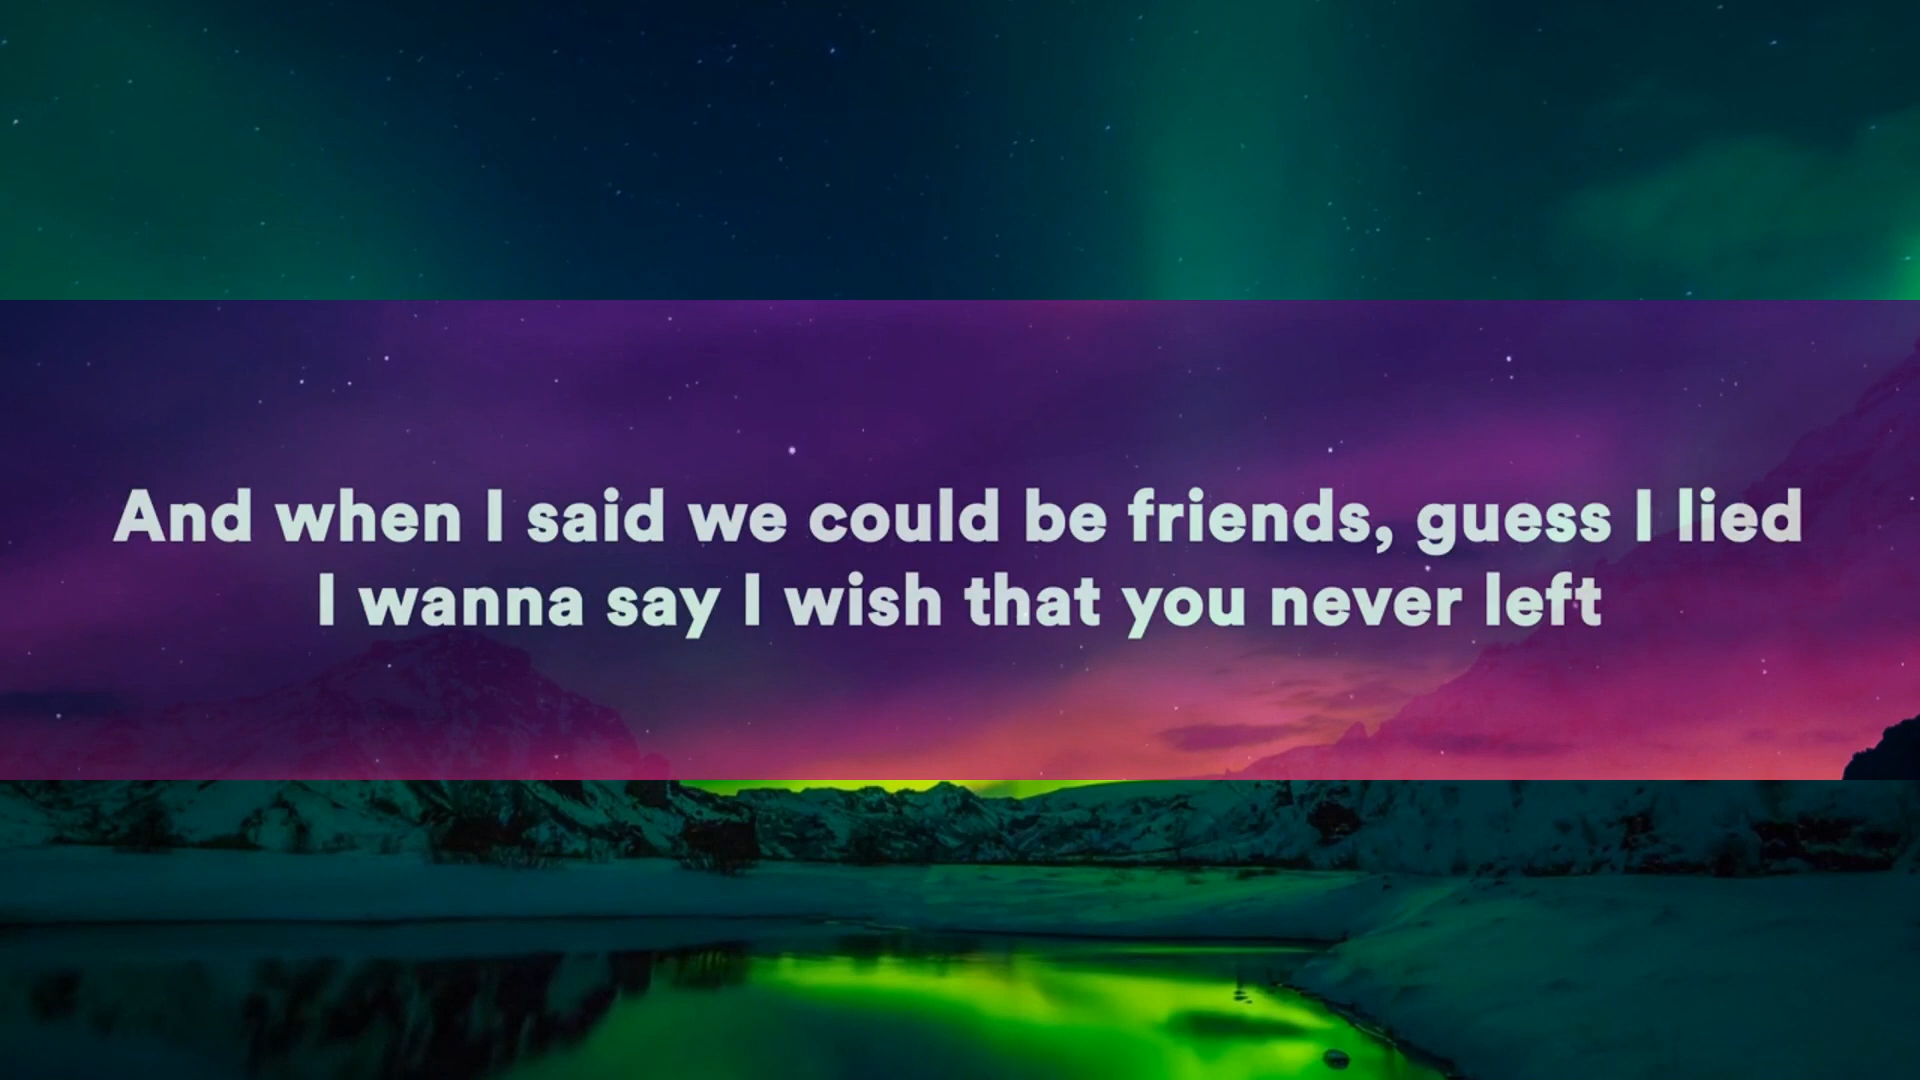 And when I said we could be friends, guess I lied
I wanna say I wish that you never left